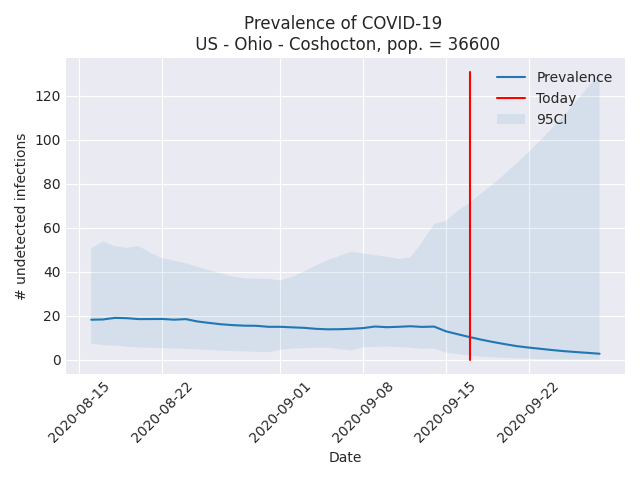 Prevalence of COVID-19
US - Ohio - Coshocton, pop. = 36600
Prevalence
Today
95CI
120
100
80
60
40
20
0
# undetected infections
2020-08-15
2020-08-22
2020-09-01
2020-09-08
2020-09-15
2020-09-22
Date